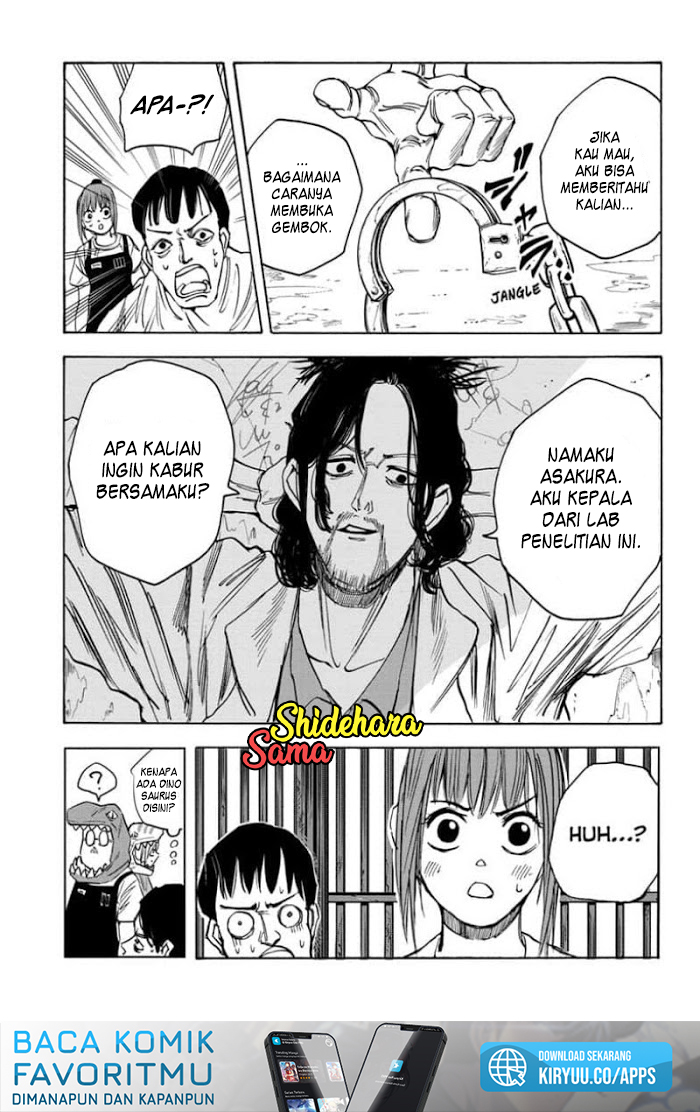 JIKA
KAU MAU,
AKU BISA
MEMBERITAHU
KALIAN...
...
BAGAIMANA
CARANYA
MEMBUKA
GEMBOK.
JANGLE
APA-?!
NAMAKU
ASAKURA.
AKU KEPALA
DARI LAB
PENELITIAN INI.
APA KALIAN
INGIN KABUR
BERSAMAKU?
Shidehara
Sama
HUH...?
KENAPA
ADA DINO
SAURUS
DISINI?
?
BACA KOMIK
FAVORITMU
DIMANAPUN DAN KAPANPUN
DOWNLOAD SEKARANG
KIRYUU.CO/APPS